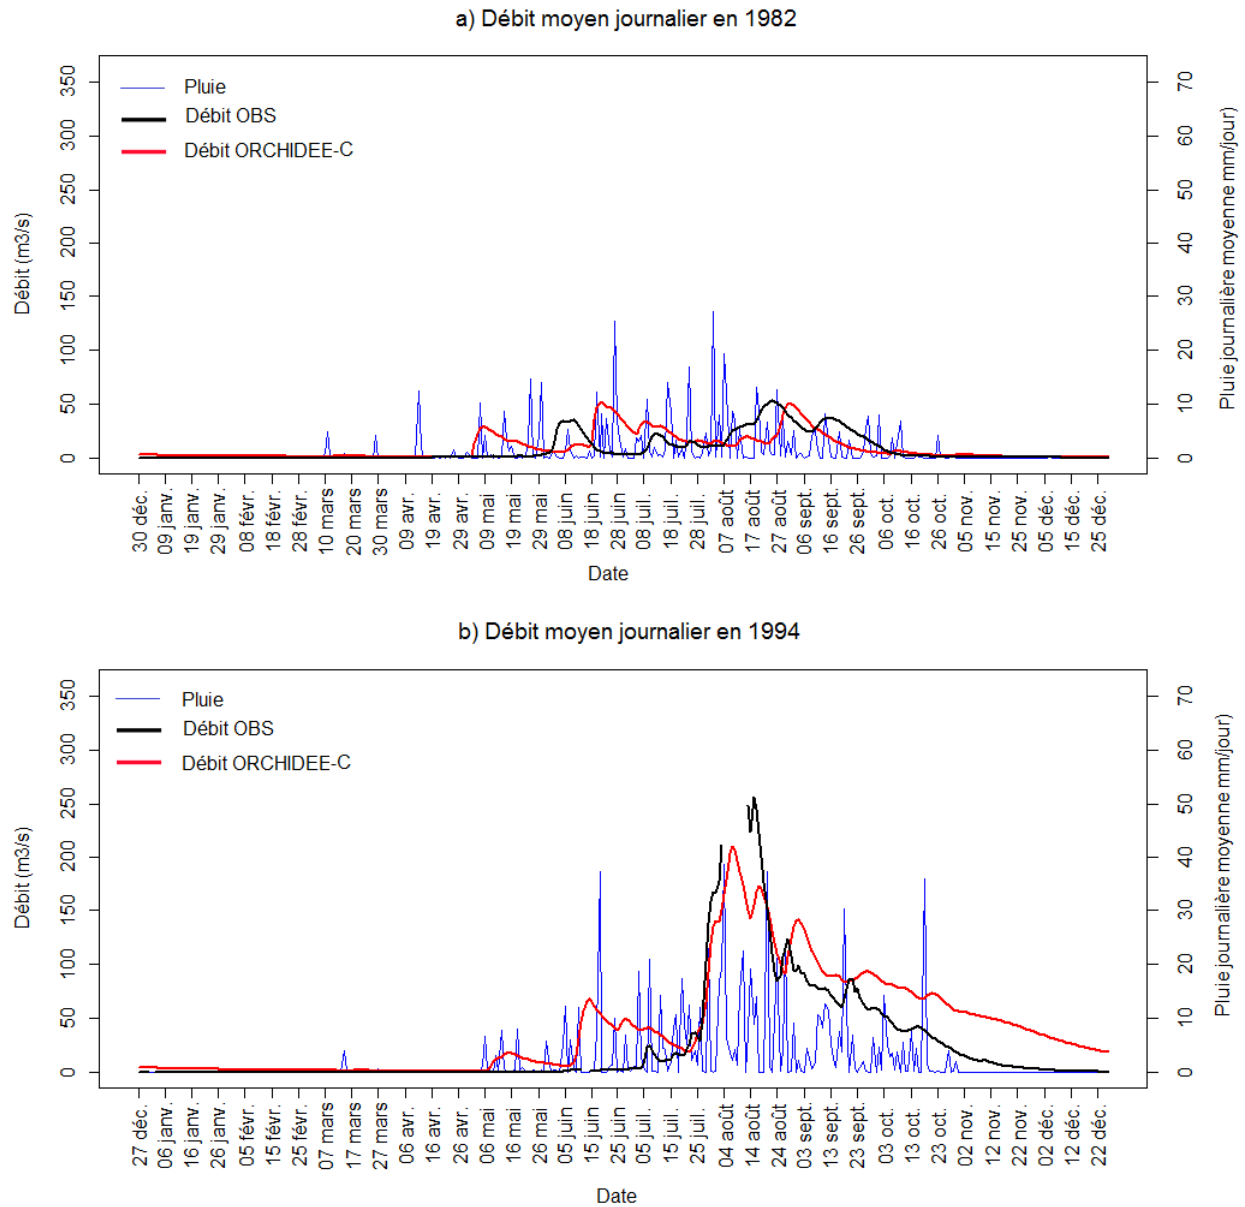 a) Débit moyen journalier en 1982
Pluie
Débit OBS
Débit ORCHIDEE-C
Débit (m3/s)
350
300
250
200
150
100
50
0
70
60
50
40
30
20
10
0
Pluie journalière moyenne mm/jour)
30 déc.
09 janv.
19 janv.
29 janv.
08 févr.
18 févr.
28 févr.
10 mars
20 mars
30 mars
09 avr.
19 avr.
29 avr.
09 mai
19 mai
29 mai
08 juin
18 juin
28 juin
08 juil.
18 juil.
28 juil.
07 août
17 août
27 août
06 sept.
16 sept.
26 sept.
06 oct.
16 oct.
26 oct.
05 nov.
15 nov.
25 nov.
05 déc.
15 déc.
25 déc.
Date
b) Débit moyen journalier en 1994
Pluie
Débit OBS
Débit ORCHIDEE-C
Débit (m3/s)
350
300
250
200
150
100
50
0
70
60
50
40
30
20
10
0
Pluie journalière moyenne mm/jour)
27 déc.
06 janv.
16 janv.
26 janv.
05 févr.
15 févr.
25 févr.
07 mars
17 mars
27 mars
06 avr.
16 avr.
26 avr.
06 mai
16 mai
26 mai
05 juin
15 juin
25 juin
05 juil.
15 juil.
25 juil.
04 août
14 août
24 août
03 sept.
13 sept.
23 sept.
03 oct.
13 oct.
23 oct.
02 nov.
12 nov.
22 nov.
02 déc.
12 déc.
22 déc.
Date